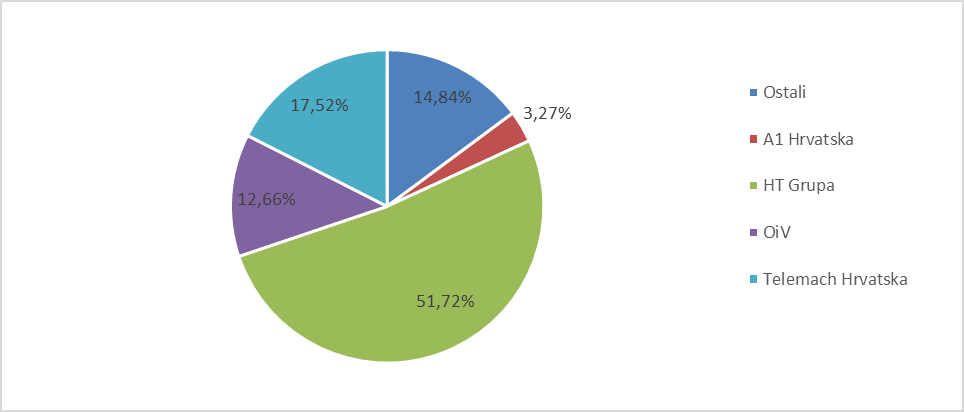 14,84%
3,27%
51,72%
12,66%
17,52%
Ostali
A1 Hrvatska
HT Grupa
OiV
Telemach Hrvatska